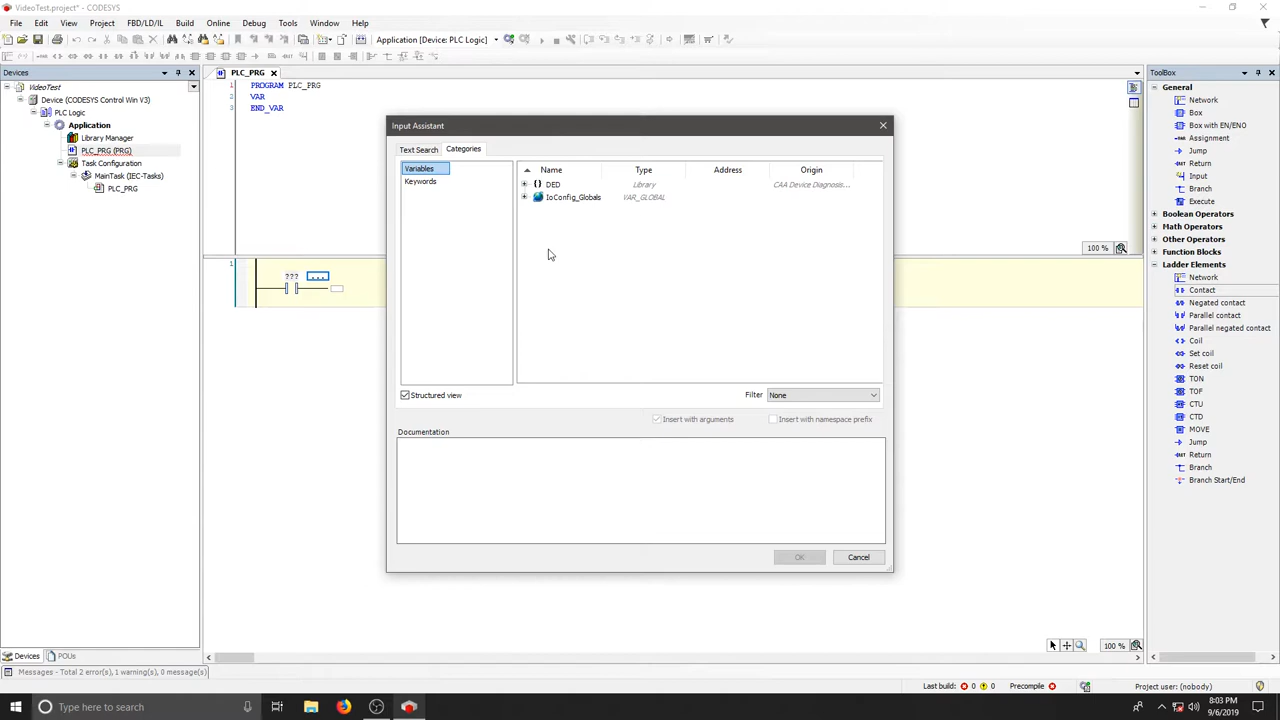 VideoTest.project* - CODESYS
File Edit View Project FBD/LD/IL Build Online Debug Tools Window Help
Application [Device: PLC Logic]
Devices
VideoTest
Device (CODESYS Control Win V3)
PLC Logic
Application
Library Manager
PLC_PRG (PRG)
Task Configuration
MainTask (IEC-Tasks)
PLC_PRG
Devices POUs
PLC_PRG
1 PROGRAM PLC_PRG
2 VAR
3 END_VAR
100 %
1
??? ...
Input Assistant
Text Search Categories
Variables
Keywords
Name Type Address Origin
DED Library CAA Device Diagnosis...
IoConfig_Globals VAR_GLOBAL
Structured view
Filter None
Insert with arguments Insert with namespace prefix
Documentation
OK Cancel
100 %
ToolBox
General
Network
Box
Box with EN/ENO
Assignment
Jump
Return
Input
Branch
Execute
Boolean Operators
Math Operators
Other Operators
Function Blocks
Ladder Elements
Network
Contact
Negated contact
Parallel contact
Parallel negated contact
Coil
Set coil
Reset coil
TON
TOF
CTU
CTD
MOVE
Jump
Return
Branch
Branch Start/End
Messages - Total 2 error(s), 1 warning(s), 0 message(s)
Last build: 0 0 Precompile Project user: (nobody)
Type here to search
8:03 PM
9/6/2019